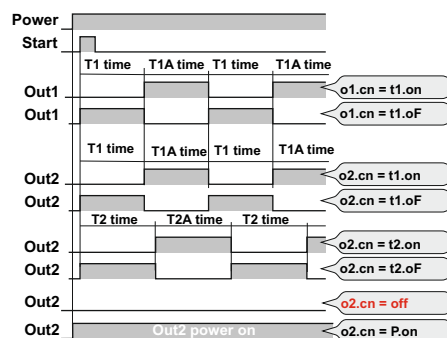 Power
Start
T1 time T1A time T1 time T1A time
Out1 o1.cn = t1.on
Out1 o1.cn = t1.oF
T1 time T1A time T1 time T1A time
Out2 o2.cn = t1.on
Out2 o2.cn = t1.oF
T2 time T2A time T2 time
Out2 o2.cn = t2.on
Out2 o2.cn = t2.oF
Out2 o2.cn = off
Out2 Out2 power on o2.cn = P.on